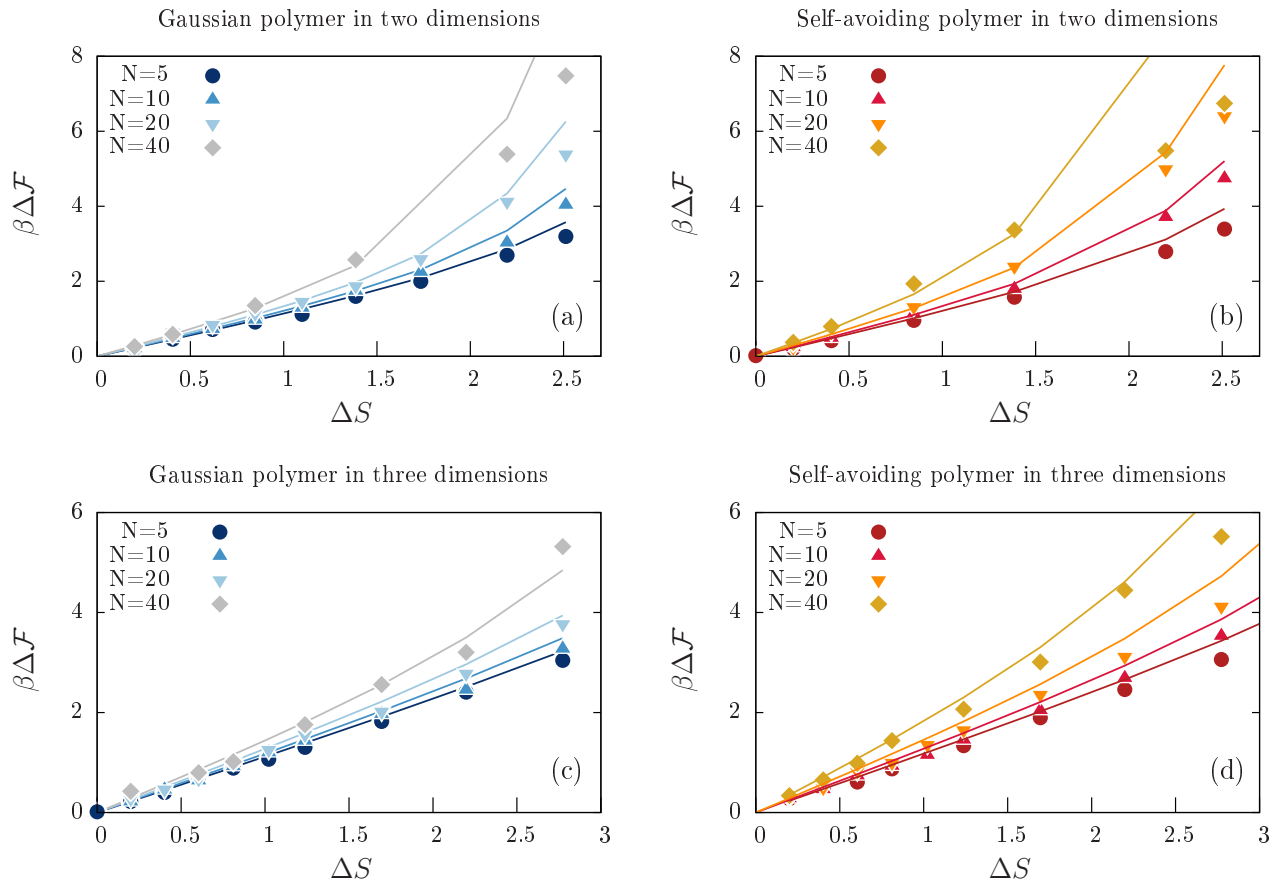 Gaussian polymer in two dimensions
8
6
4
2
0
N=5
N=10
N=20
N=40
(a)
0
0.5
1
1.5
2
2.5
βΔℱ
ΔS
Self-avoiding polymer in two dimensions
8
6
4
2
0
N=5
N=10
N=20
N=40
(b)
0
0.5
1
1.5
2
2.5
βΔℱ
ΔS
Gaussian polymer in three dimensions
6
4
2
0
N=5
N=10
N=20
N=40
(c)
0
0.5
1
1.5
2
2.5
3
βΔℱ
ΔS
Self-avoiding polymer in three dimensions
6
4
2
0
N=5
N=10
N=20
N=40
(d)
0
0.5
1
1.5
2
2.5
3
βΔℱ
ΔS